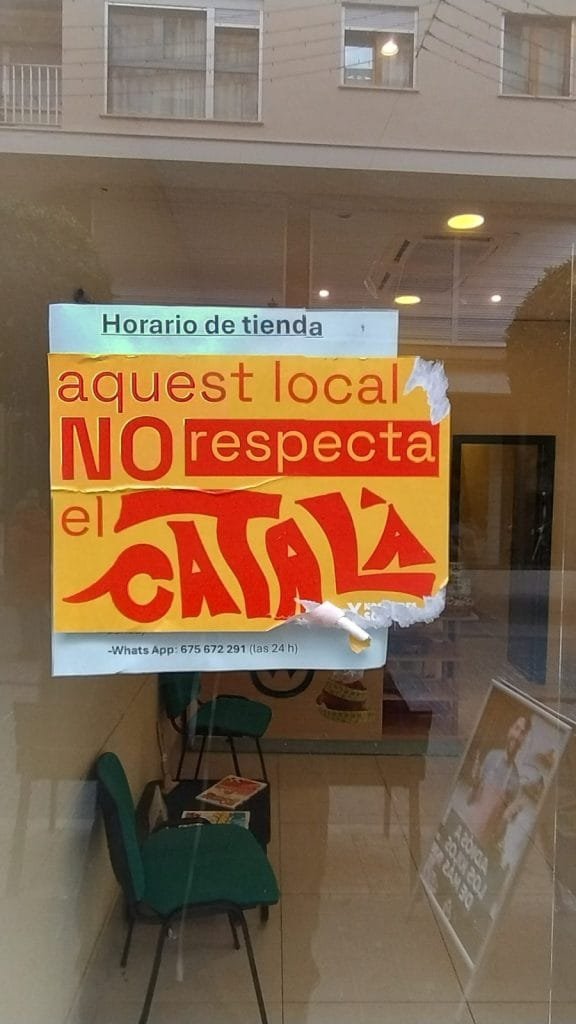 Horario de tienda
aquest local
NO respecta
el
CATALÀ
-Whats App: 675 672 291 (las 24 h)